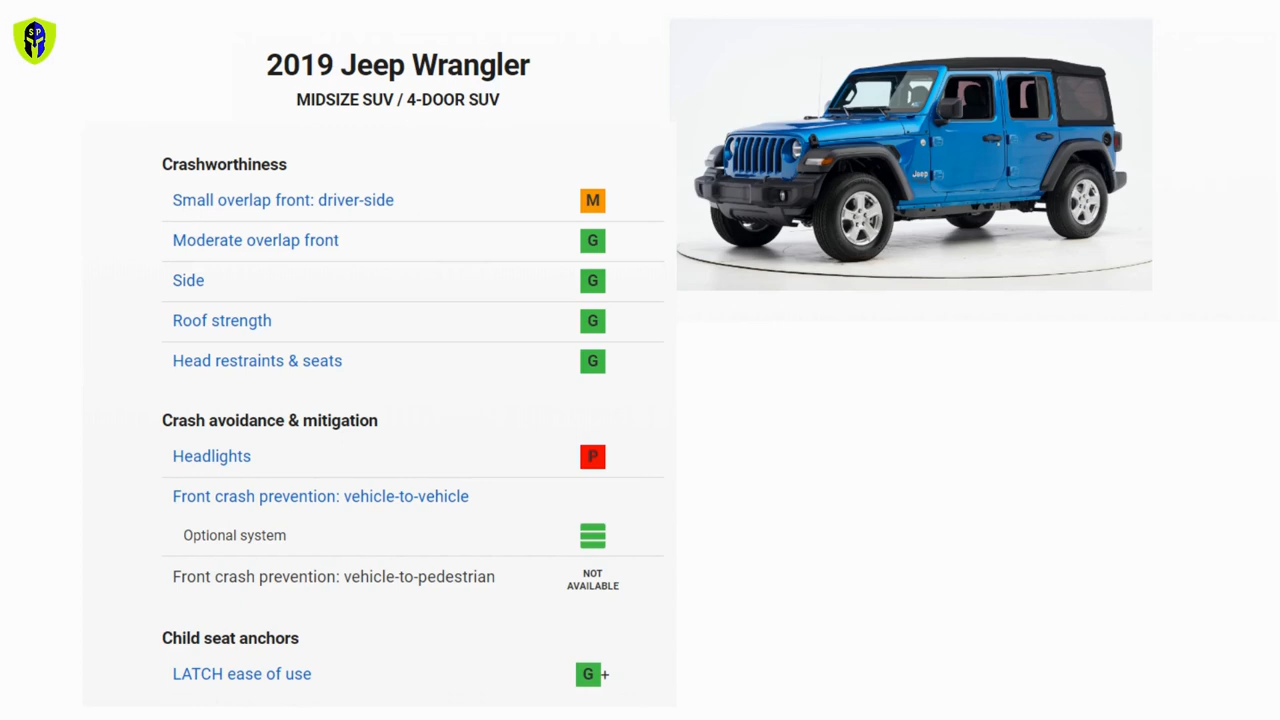 S P
2019 Jeep Wrangler
MIDSIZE SUV / 4-DOOR SUV
Crashworthiness
Small overlap front: driver-side M
Moderate overlap front G
Side G
Roof strength G
Head restraints & seats G
Crash avoidance & mitigation
Headlights P
Front crash prevention: vehicle-to-vehicle
Optional system
Front crash prevention: vehicle-to-pedestrian NOT AVAILABLE
Child seat anchors
LATCH ease of use G+
Jeep